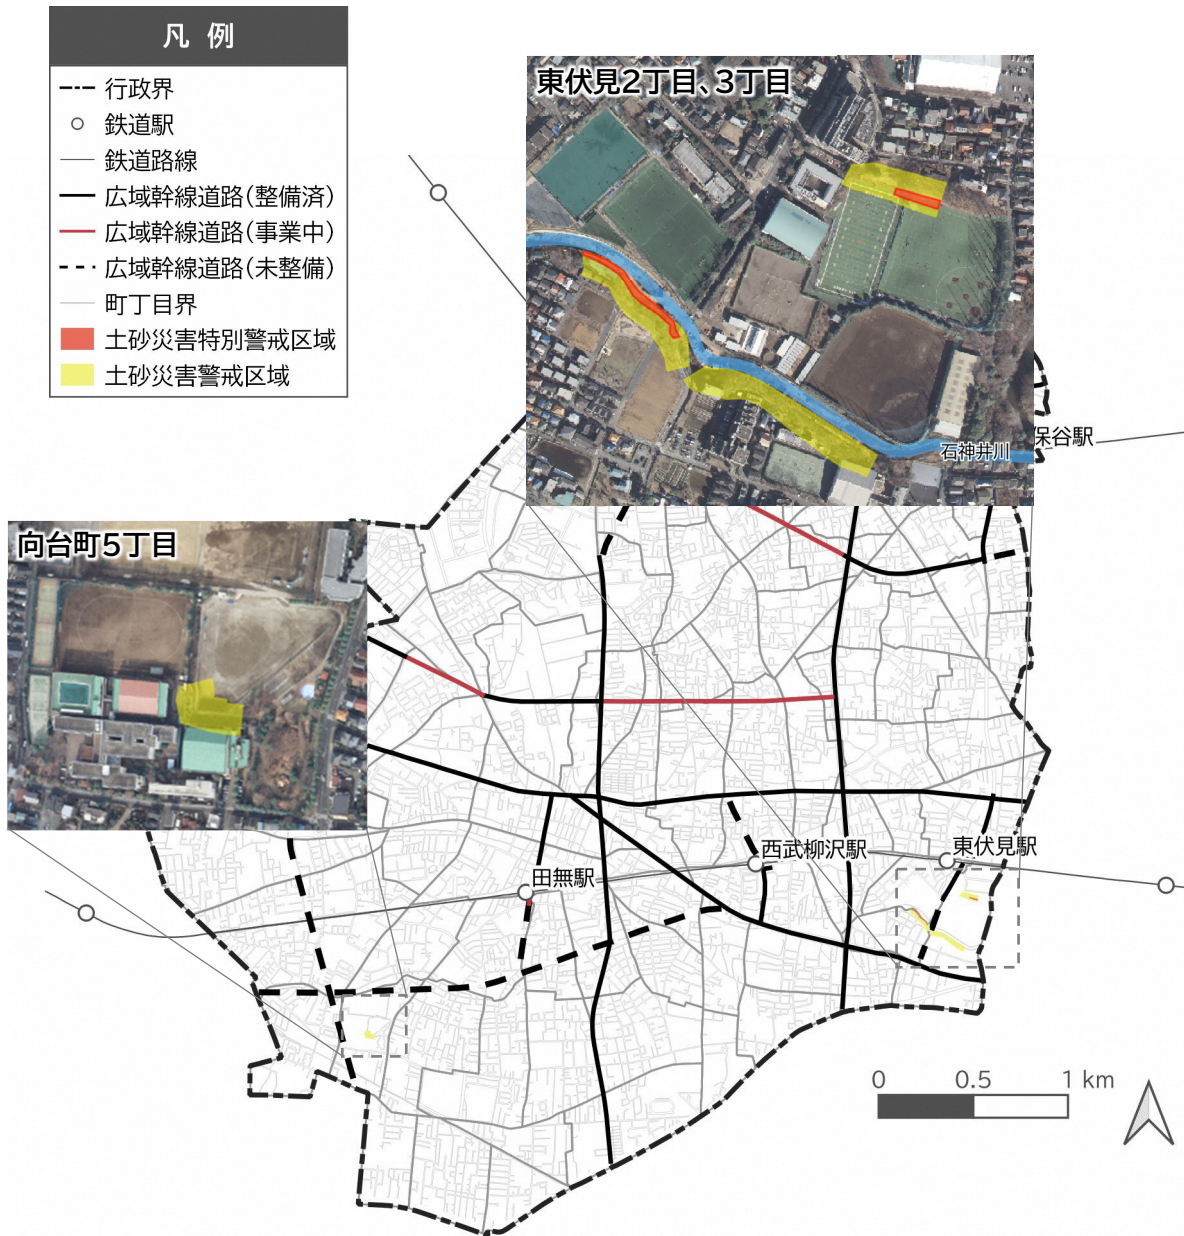 凡 例
行政界
鉄道駅
鉄道路線
広域幹線道路(整備済)
広域幹線道路(事業中)
広域幹線道路(未整備)
町丁目界
土砂災害特別警戒区域
土砂災害警戒区域
東伏見2丁目、3丁目
石神井川
保谷駅
向台町5丁目
西武柳沢駅
東伏見駅
田無駅
0 0.5 1 km